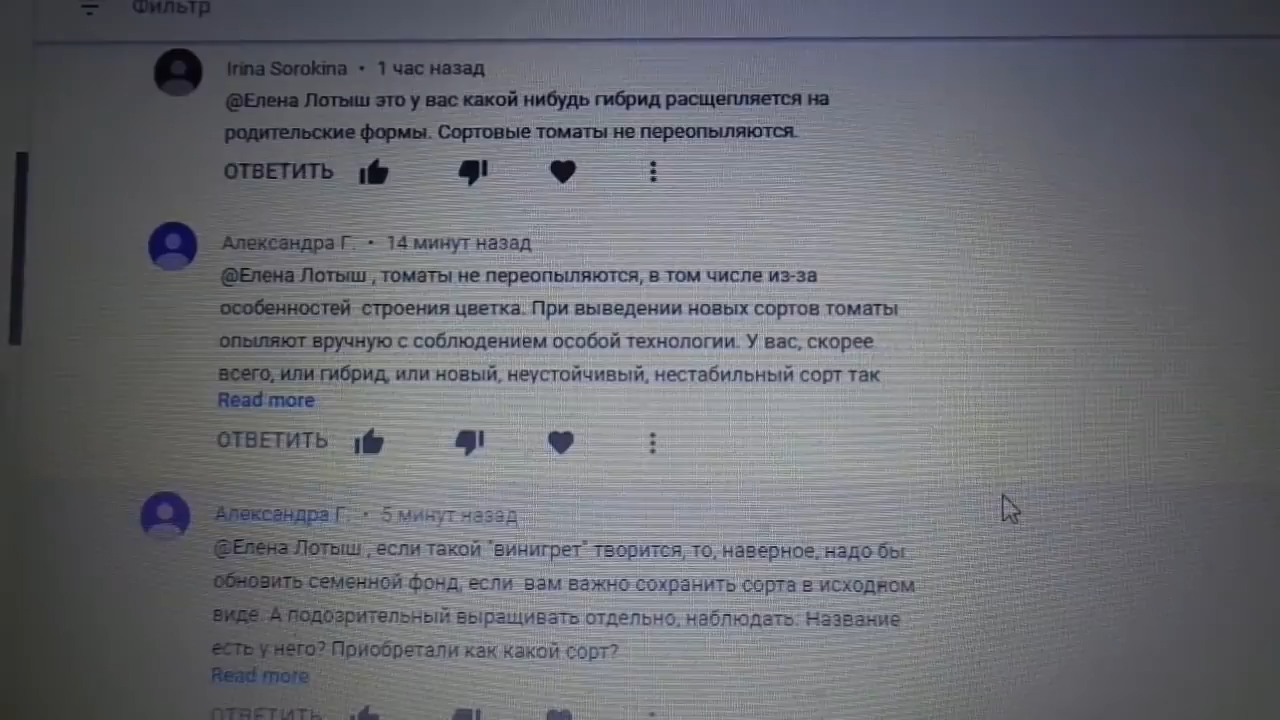 Фильтр
Irina Sorokina • 1 час назад
@Елена Лотыш это у вас какой нибудь гибрид расщепляется на
родительские формы. Сортовые томаты не переопыляются.
ОТВЕТИТЬ
Александра Г. • 14 минут назад
@Елена Лотыш , томаты не переопыляются, в том числе из-за
особенностей строения цветка. При выведении новых сортов томаты
опыляют вручную с соблюдением особой технологии. У вас, скорее
всего, или гибрид, или новый, неустойчивый, нестабильный сорт так
Read more
ОТВЕТИТЬ
Александра Г. • 5 минут назад
@Елена Лотыш , если такой "винигрет" творится, то, наверное, надо бы
обновить семенной фонд, если вам важно сохранить сорта в исходном
виде. А подозрительный выращивать отдельно, наблюдать. Название
есть у него? Приобретали как какой сорт?
Read more
ОТВЕТИТЬ